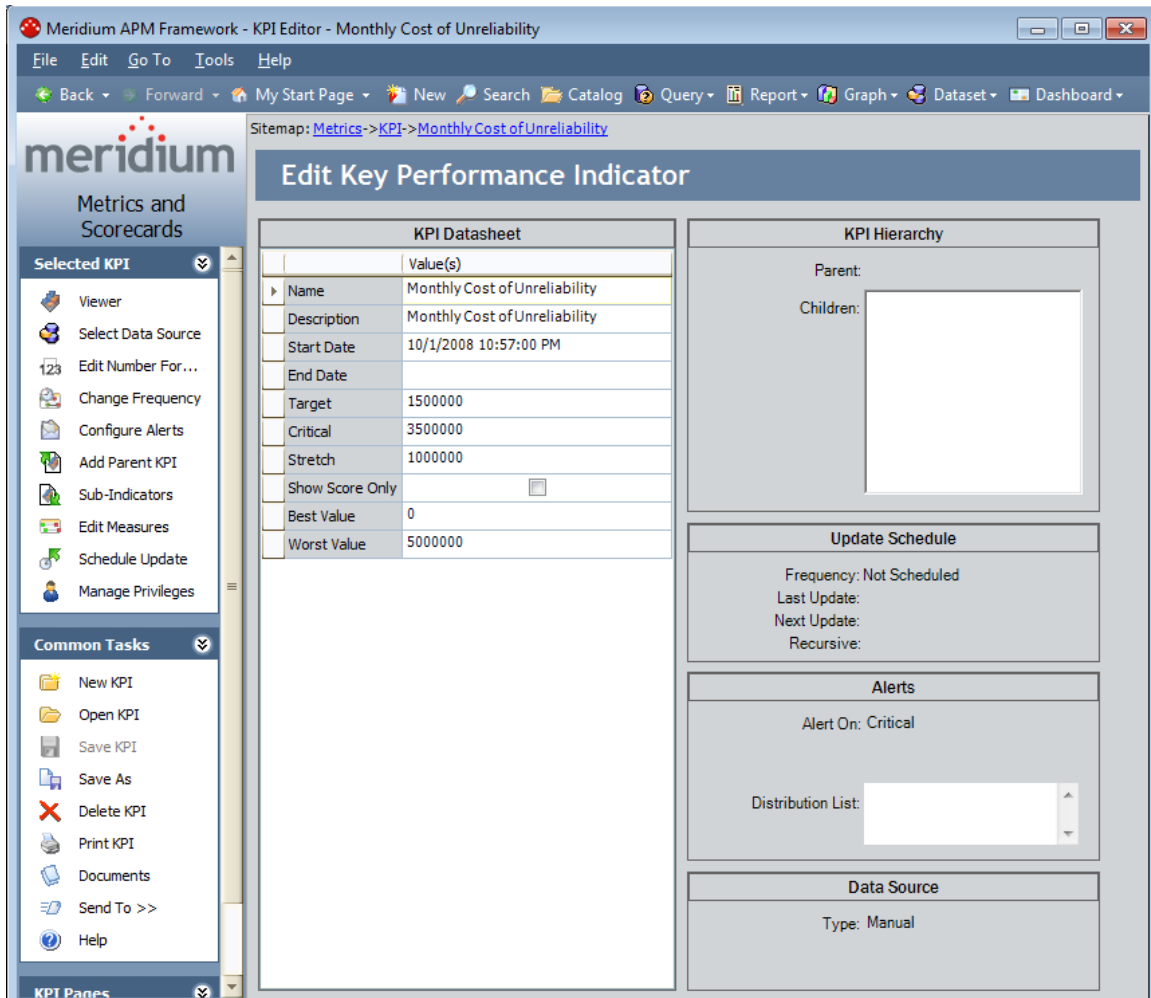 Meridium APM Framework - KPI Editor - Monthly Cost of Unreliability
File Edit Go To Tools Help
Back Forward My Start Page New Search Catalog Query Report Graph Dataset Dashboard
Sitemap: Metrics->KPI->Monthly Cost of Unreliability
meridium
Metrics and
Scorecards
Edit Key Performance Indicator
Selected KPI
Viewer
Select Data Source
123 Edit Number For...
Change Frequency
Configure Alerts
Add Parent KPI
Sub-Indicators
Edit Measures
Schedule Update
Manage Privileges
Common Tasks
New KPI
Open KPI
Save KPI
Save As
Delete KPI
Print KPI
Documents
Send To >>
Help
KPI Pages
KPI Datasheet
Value(s)
Name Monthly Cost of Unreliability
Description Monthly Cost of Unreliability
Start Date 10/1/2008 10:57:00 PM
End Date
Target 1500000
Critical 3500000
Stretch 1000000
Show Score Only
Best Value 0
Worst Value 5000000
KPI Hierarchy
Parent:
Children:
Update Schedule
Frequency: Not Scheduled
Last Update:
Next Update:
Recursive:
Alerts
Alert On: Critical
Distribution List:
Data Source
Type: Manual